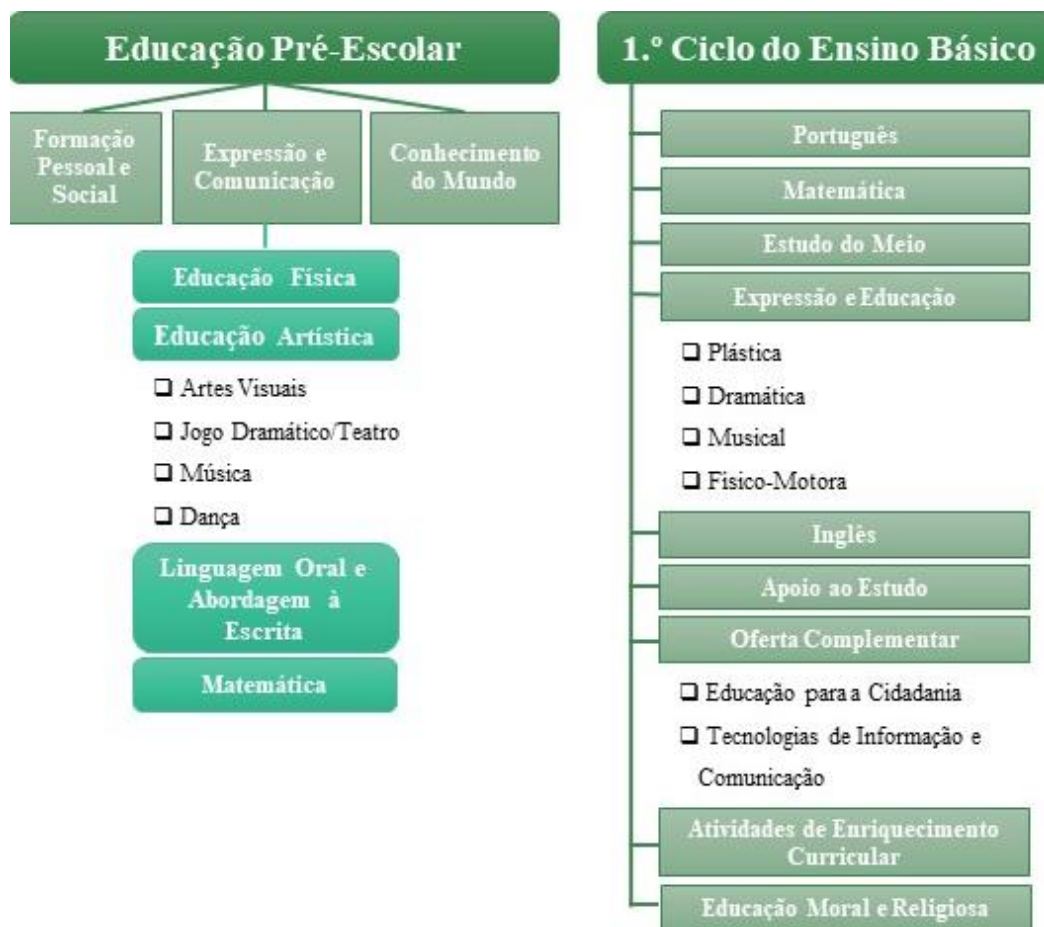 Educação Pré-Escolar
Formação
Pessoal e
Social
Expressão e
Comunicação
Conhecimento
do Mundo
Educação Física
Educação Artística
❑ Artes Visuais
❑ Jogo Dramático/Teatro
❑ Música
❑ Dança
Linguagem Oral e
Abordagem à
Escrita
Matemática
1.º Ciclo do Ensino Básico
Português
Matemática
Estudo do Meio
Expressão e Educação
❑ Plástica
❑ Dramática
❑ Musical
❑ Físico-Motora
Inglês
Apoio ao Estudo
Oferta Complementar
❑ Educação para a Cidadania
❑ Tecnologias de Informação e
Comunicação
Atividades de Enriquecimento
Curricular
Educação Moral e Religiosa